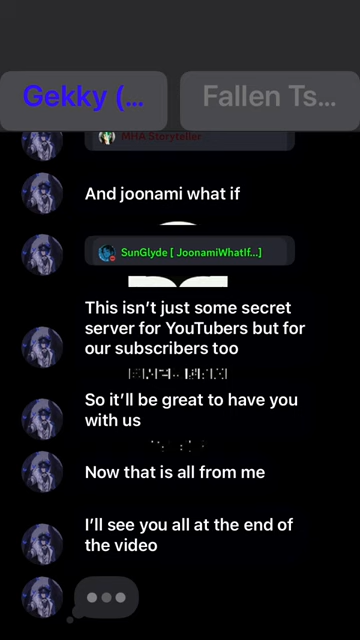 Gekky (...
Fallen Ts...
MHA Storyteller
And joonami what if
SunGlyde [ JoonamiWhatIf...]
This isn’t just some secret
server for YouTubers but for
our subscribers too
So it’ll be great to have you
with us
Now that is all from me
I’ll see you all at the end of
the video